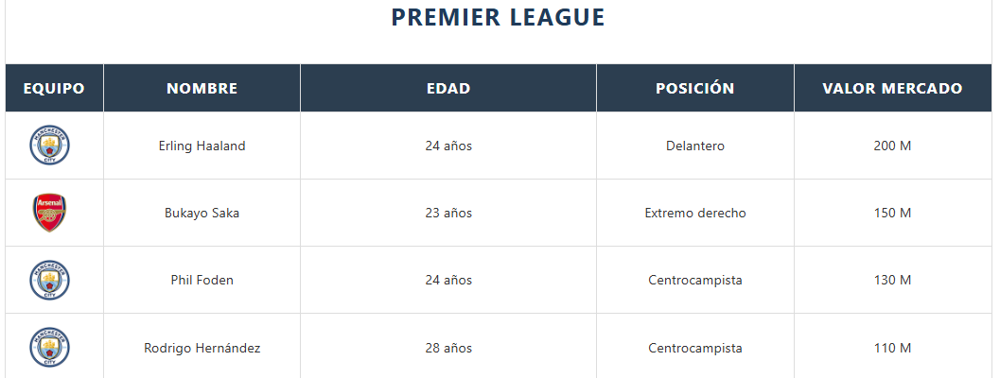 PREMIER LEAGUE
EQUIPO NOMBRE EDAD POSICIÓN VALOR MERCADO
MANCHESTER CITY Erling Haaland 24 años Delantero 200 M
Arsenal Bukayo Saka 23 años Extremo derecho 150 M
MANCHESTER CITY Phil Foden 24 años Centrocampista 130 M
MANCHESTER CITY Rodrigo Hernández 28 años Centrocampista 110 M